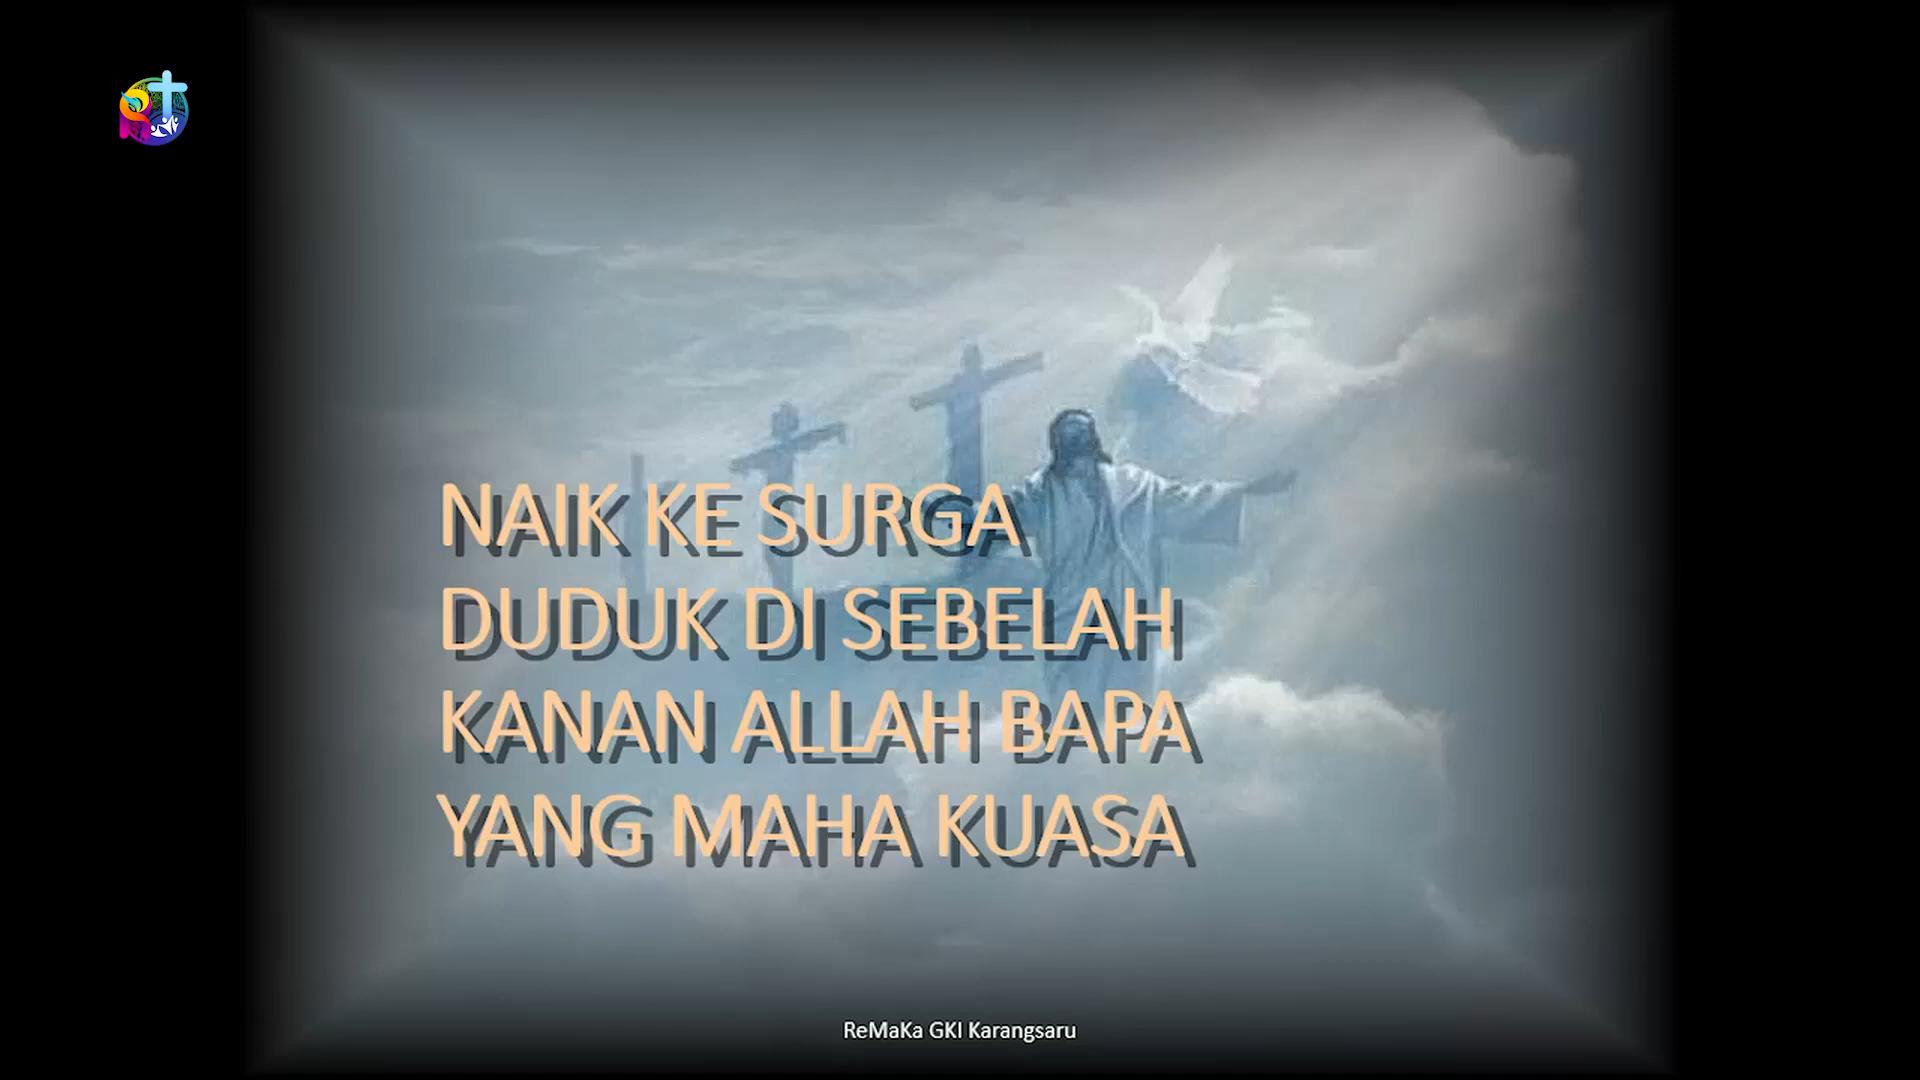 NAIK KE SURGA
DUDUK DI SEBELAH
KANAN ALLAH BAPA
YANG MAHA KUASA
ReMaKa GKI Karangsaru